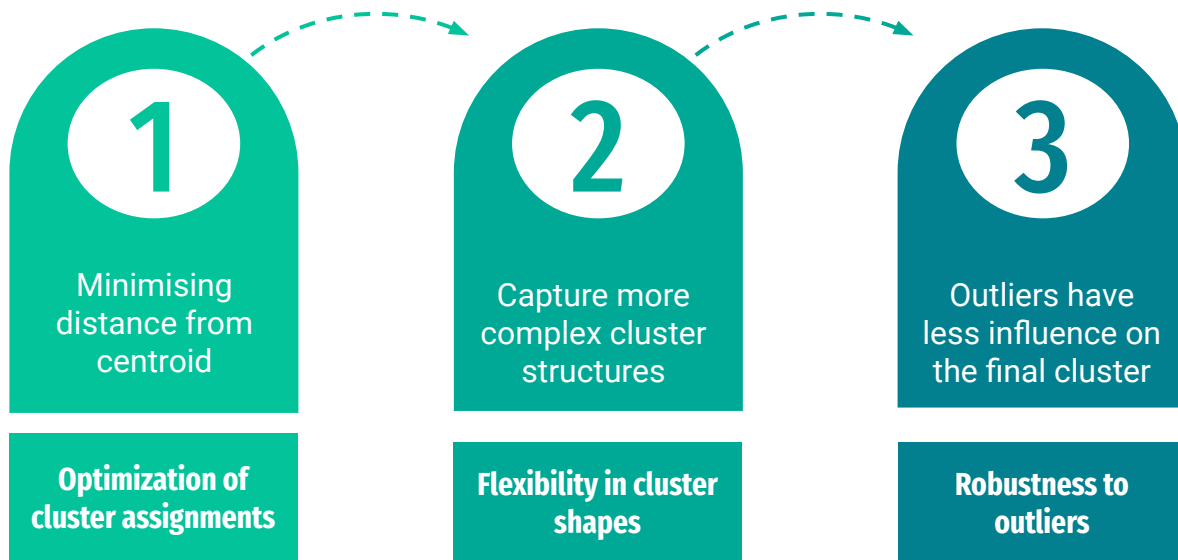 1
Minimising
distance from
centroid
Optimization of
cluster assignments
2
Capture more
complex cluster
structures
Flexibility in cluster
shapes
3
Outliers have
less influence on
the final cluster
Robustness to
outliers